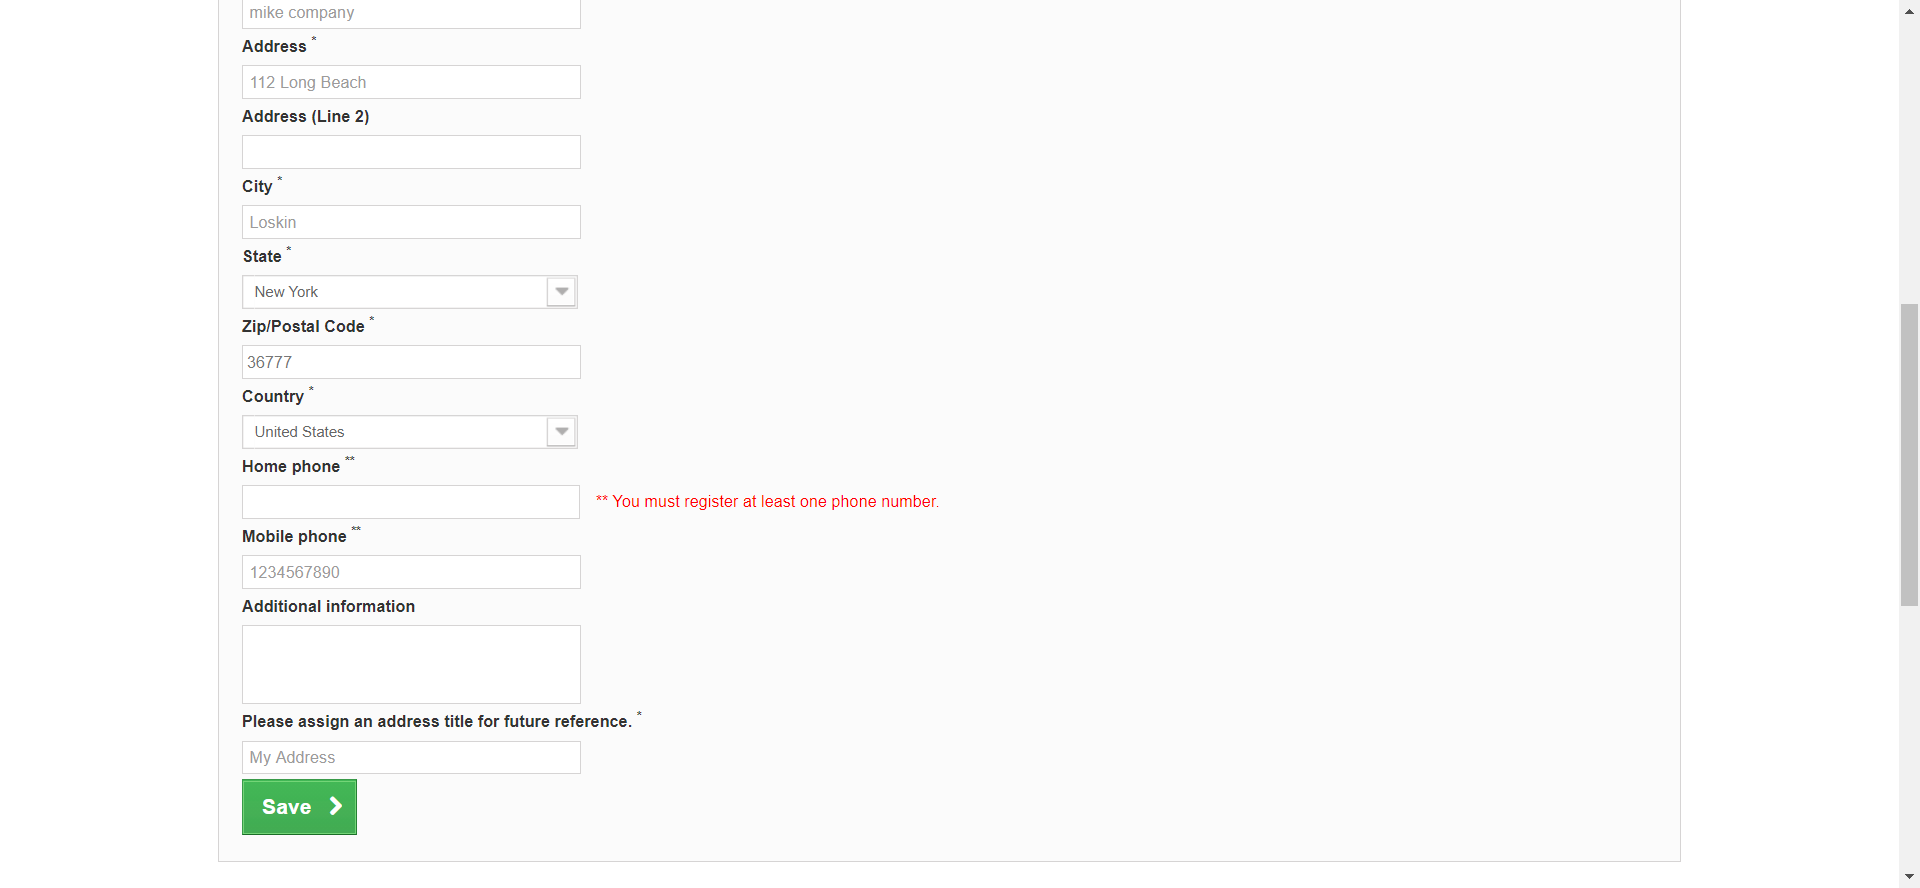 mike company
Address *
112 Long Beach
Address (Line 2)
City *
Loskin
State *
New York
Zip/Postal Code *
36777
Country *
United States
Home phone **
** You must register at least one phone number.
Mobile phone **
1234567890
Additional information
Please assign an address title for future reference. *
My Address
Save